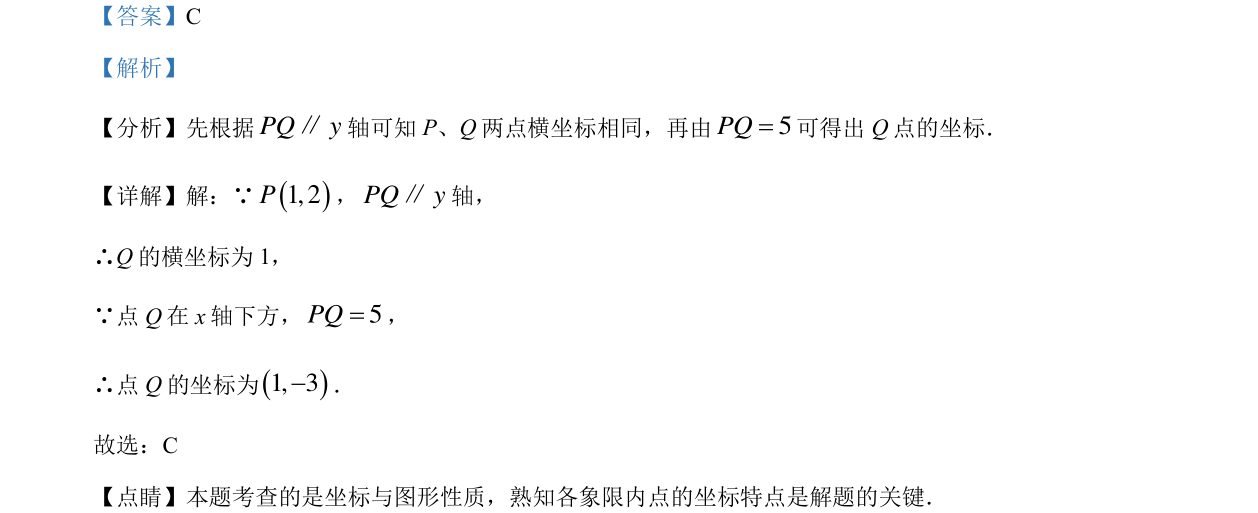 【答案】C
【解析】
【分析】先根据 PQ∥ y 轴可知 P、Q 两点横坐标相同，再由 PQ=5 可得出 Q 点的坐标．
【详解】解：∵ P(1,2)， PQ∥ y 轴，
∴Q 的横坐标为 1，
∵点 Q 在 x 轴下方， PQ=5，
∴点 Q 的坐标为(1,−3)．
故选：C
【点睛】本题考查的是坐标与图形性质，熟知各象限内点的坐标特点是解题的关键．